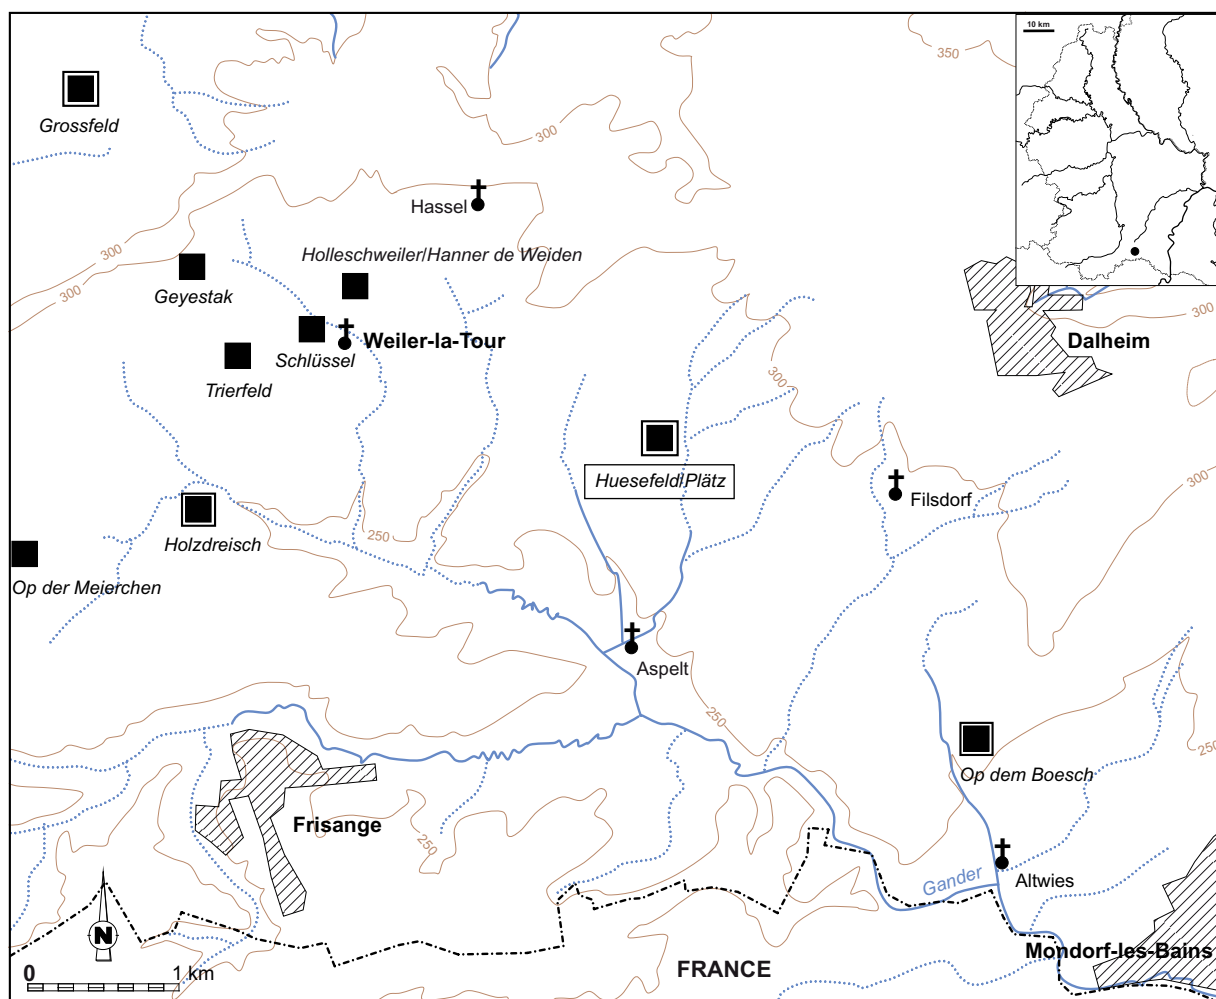 10 km
350
Grossfeld
300
Hassel
300
Holleschweiler/Hanner de Weiden
300
Geyestak
300
Schlüssel
Weiler-la-Tour
Dalheim
Trierfeld
300
Huesefeld/Plätz
300
Filsdorf
250
Holzdreisch
Op der Meierchen
Aspelt
250
250
Op dem Boesch
Frisange
250
Gander
Altwies
N
Mondorf-les-Bains
0
1 km
FRANCE